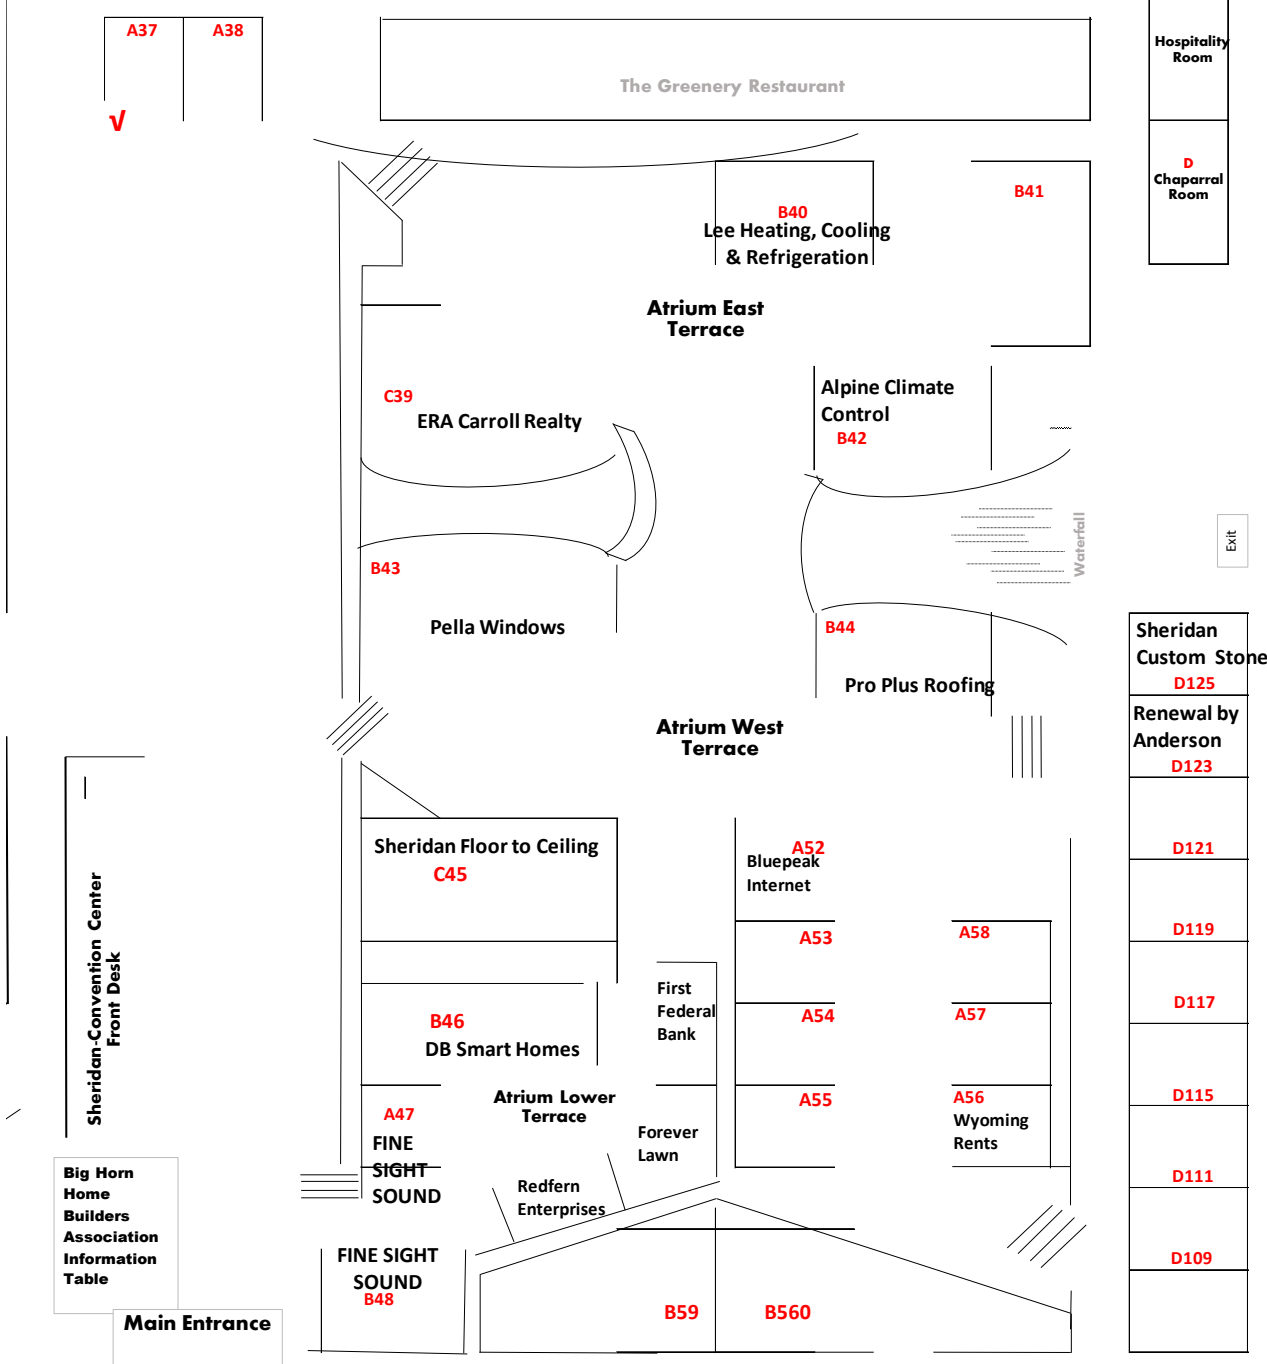 A37
A38
√
The Greenery Restaurant
Hospitality
Room
D
Chaparral
Room
B40
Lee Heating, Cooling
& Refrigeration
B41
Atrium East
Terrace
C39
ERA Carroll Realty
Alpine Climate
Control
B42
Waterfall
Exit
B43
Pella Windows
B44
Pro Plus Roofing
Sheridan
Custom Stone
D125
Renewal by
Anderson
D123
Atrium West
Terrace
Sheridan Floor to Ceiling
C45
A52
Bluepeak
Internet
D121
A53
A58
D119
Sheridan-Convention Center
Front Desk
First
Federal
Bank
B46
DB Smart Homes
A54
A57
D117
Atrium Lower
Terrace
A47
FINE
SIGHT
SOUND
Forever
Lawn
A55
A56
Wyoming
Rents
D115
D111
Redfern
Enterprises
Big Horn
Home
Builders
Association
Information
Table
FINE SIGHT
SOUND
B48
B59
B560
D109
Main Entrance